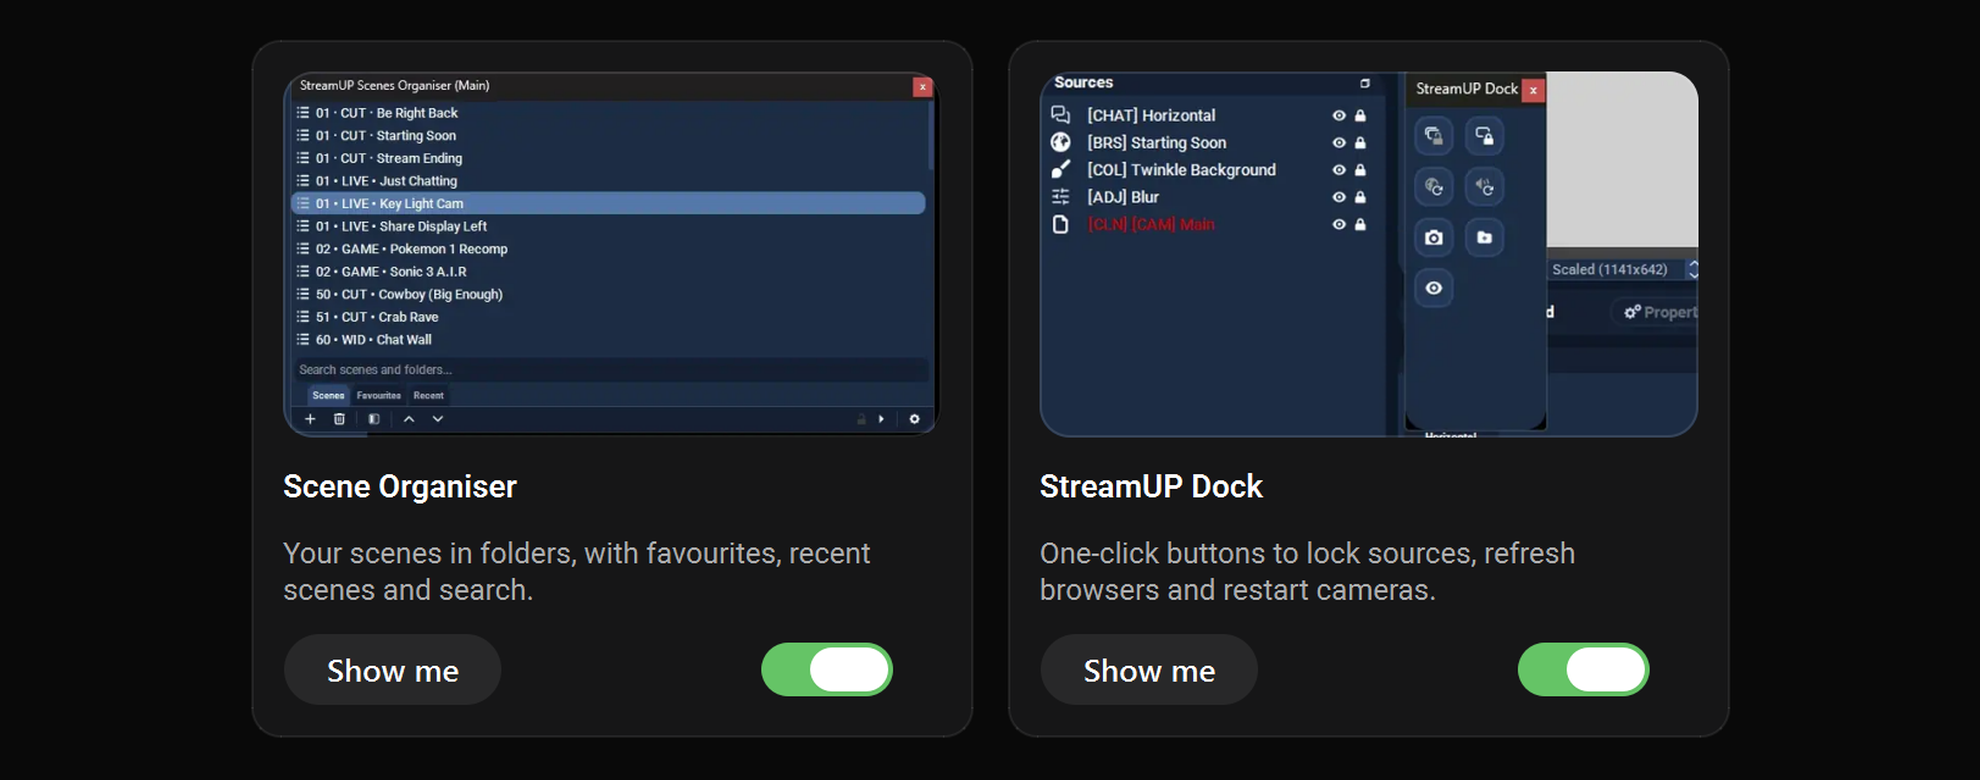 StreamUP Scenes Organiser (Main)
x
01 · CUT · Be Right Back
01 · CUT · Starting Soon
01 · CUT · Stream Ending
01 • LIVE • Just Chatting
01 • LIVE • Key Light Cam
01 • LIVE • Share Display Left
02 • GAME • Pokemon 1 Recomp
02 • GAME • Sonic 3 A.I.R
50 • CUT • Cowboy (Big Enough)
51 • CUT • Crab Rave
60 • WID • Chat Wall
Search scenes and folders...
Scenes Favourites Recent
Scene Organiser
Your scenes in folders, with favourites, recent
scenes and search.
Show me
Sources
[CHAT] Horizontal
[BRS] Starting Soon
[COL] Twinkle Background
[ADJ] Blur
[CLN] [CAM] Main
StreamUP Dock x
Scaled (1141x642)
d
Propert
Horizontal
StreamUP Dock
One-click buttons to lock sources, refresh
browsers and restart cameras.
Show me